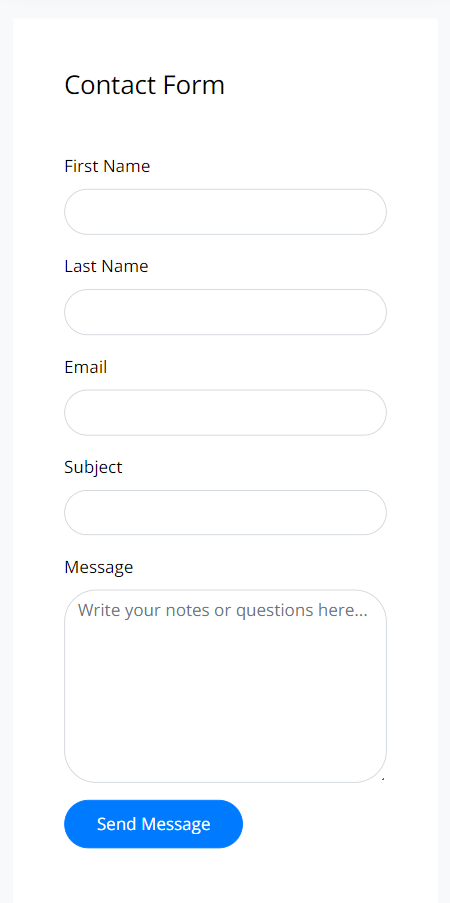 Contact Form
First Name
Last Name
Email
Subject
Message
Write your notes or questions here...
Send Message